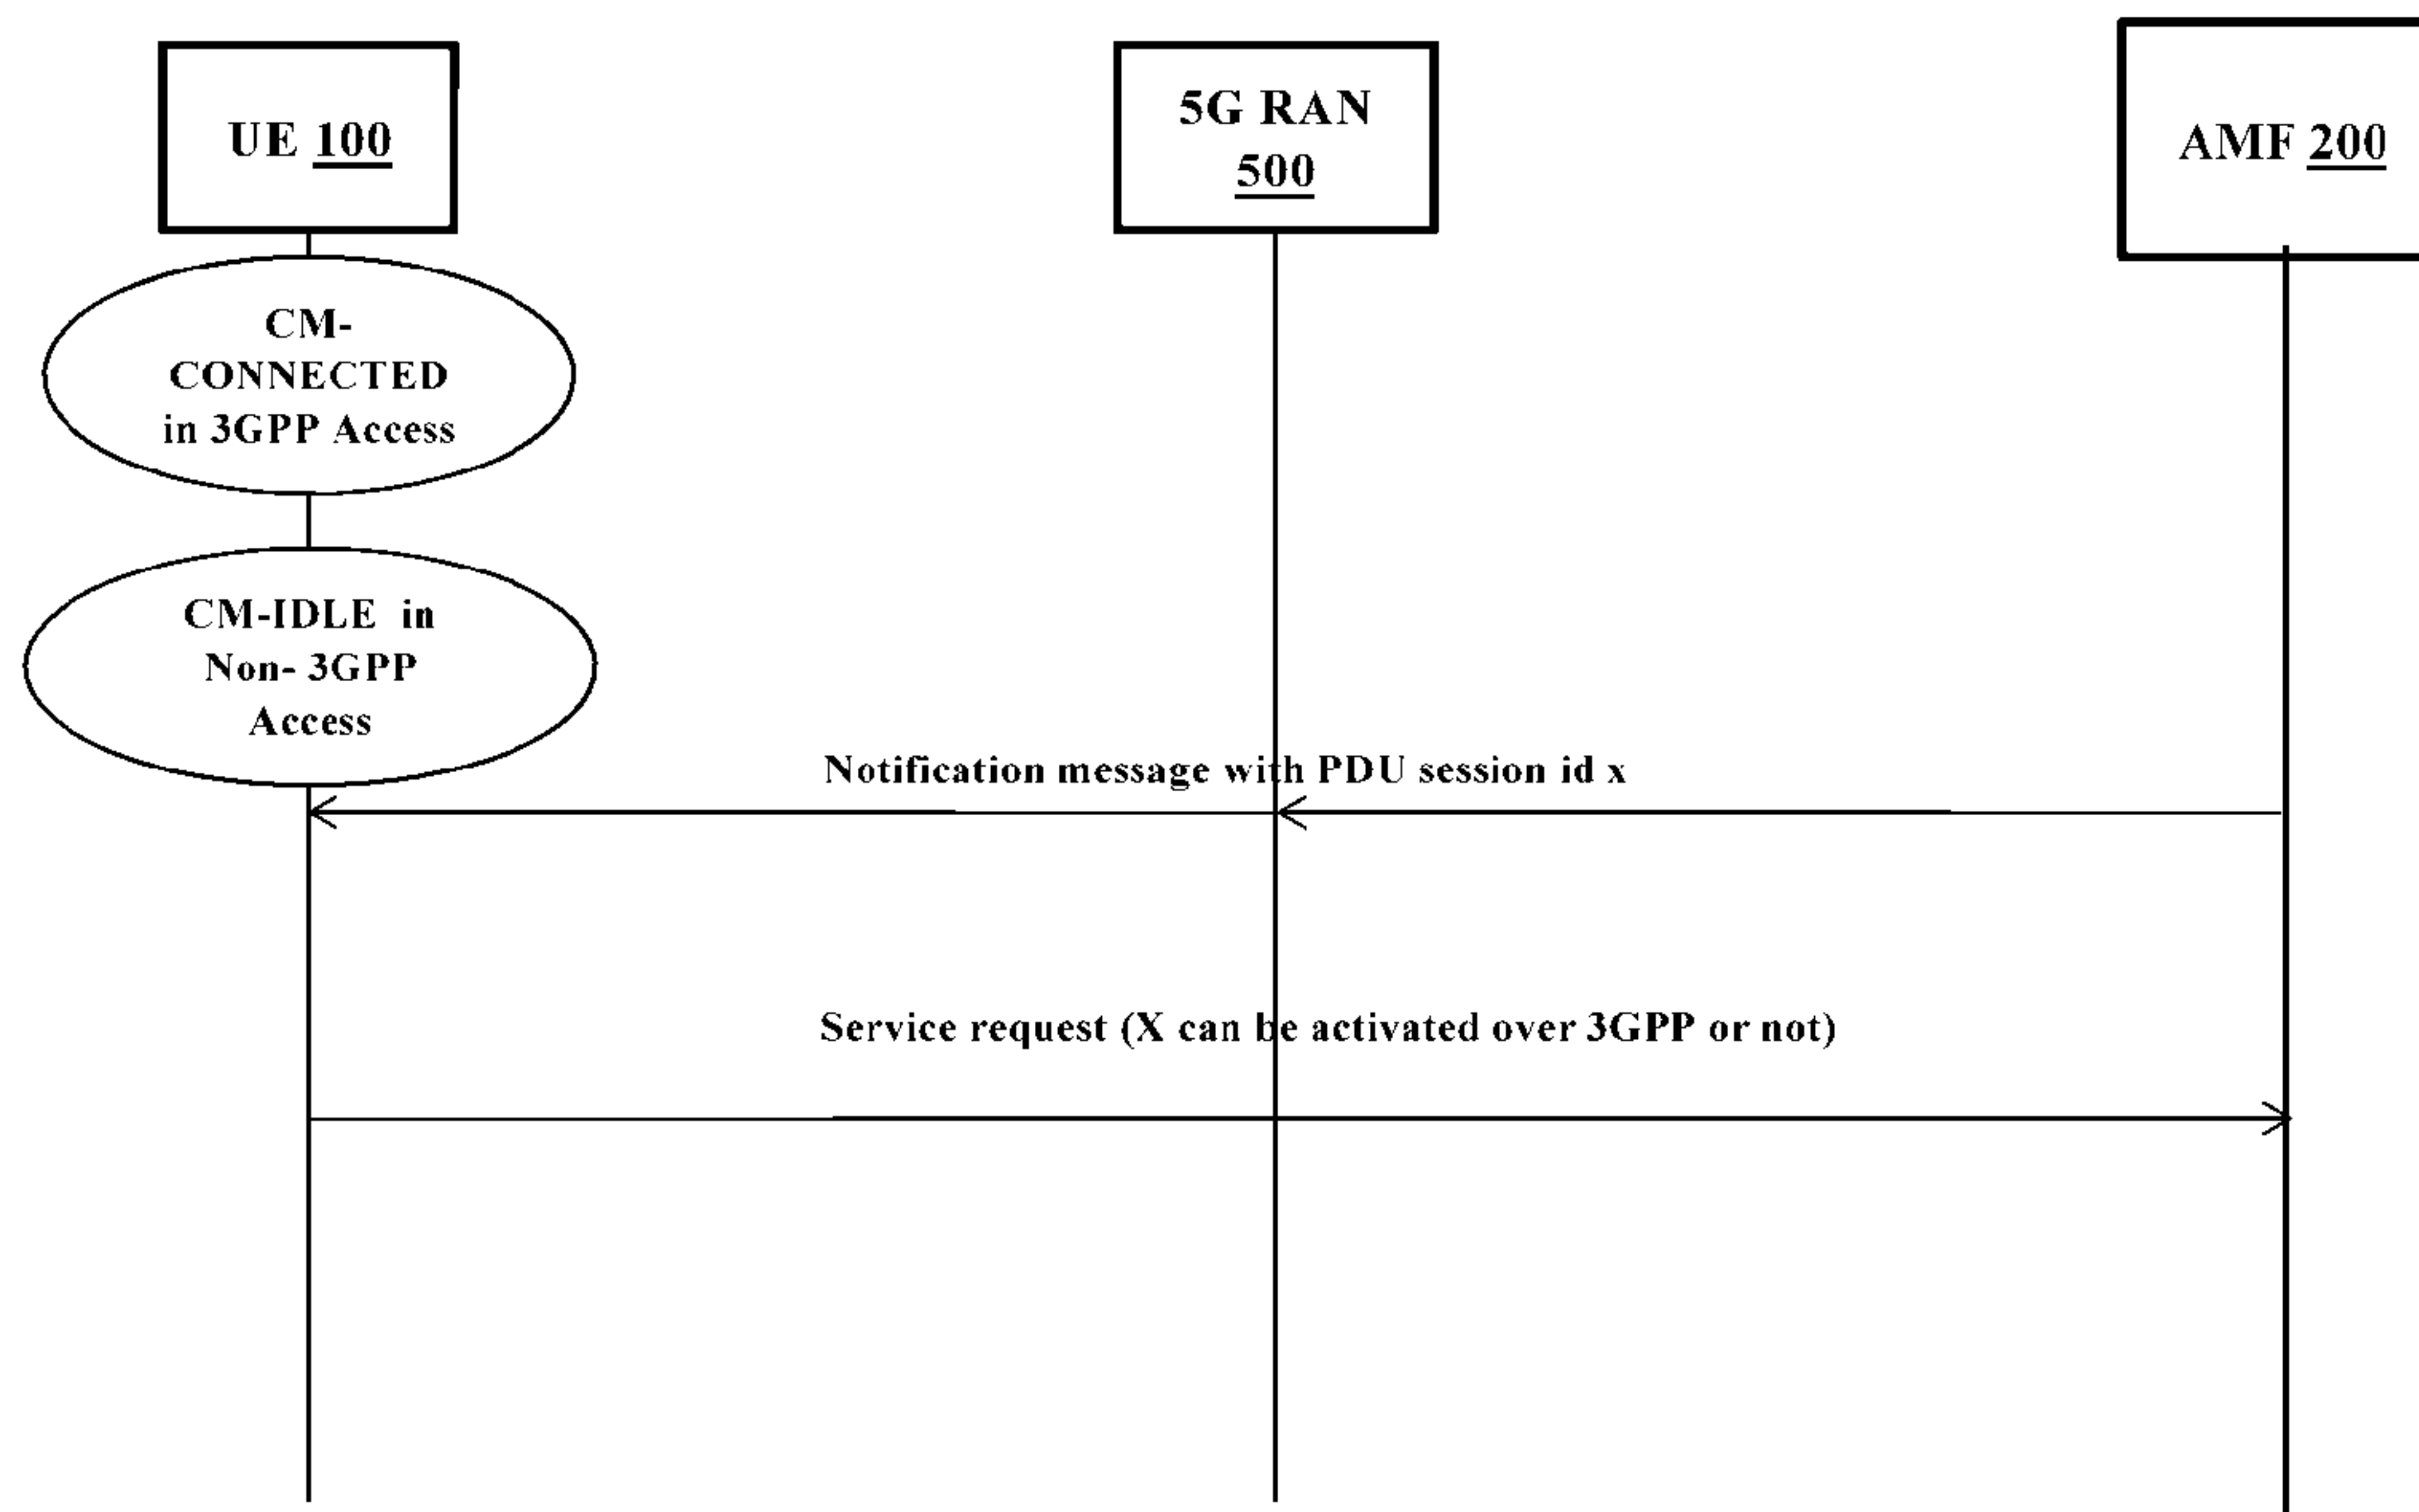 UE 100
5G RAN
500
AMF 200
CM-
CONNECTED
in 3GPP Access
CM-IDLE in
Non- 3GPP
Access
Notification message with PDU session id x
Service request (X can be activated over 3GPP or not)